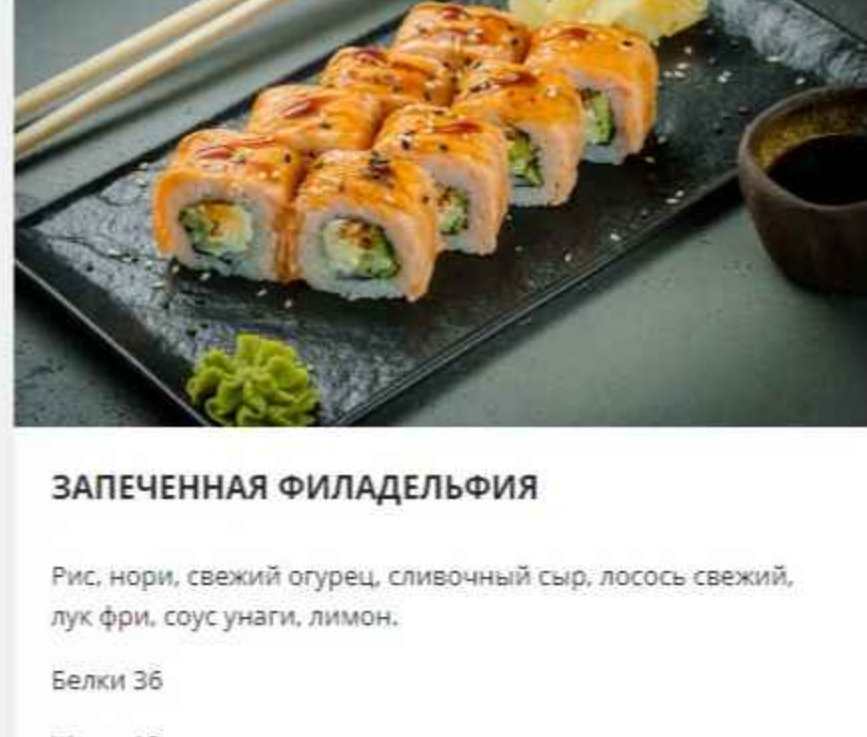 ЗАПЕЧЕННАЯ ФИЛАДЕЛЬФИЯ
Рис, нори, свежий огурец, сливочный сыр, лосось свежий,
лук фри, соус унаги, лимон.
Белки 36